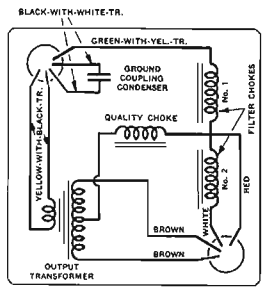 BLACK-WITH-WHITE-TR.
GREEN-WITH-YEL. TR.
GROUND
COUPLING
CONDENSER
YELLOW-WITH-BLACK-TR.
QUALITY CHOKE
No. 1
FILTER CHOKES
No. 2
WHITE
RED
BROWN
BROWN
OUTPUT
TRANSFORMER